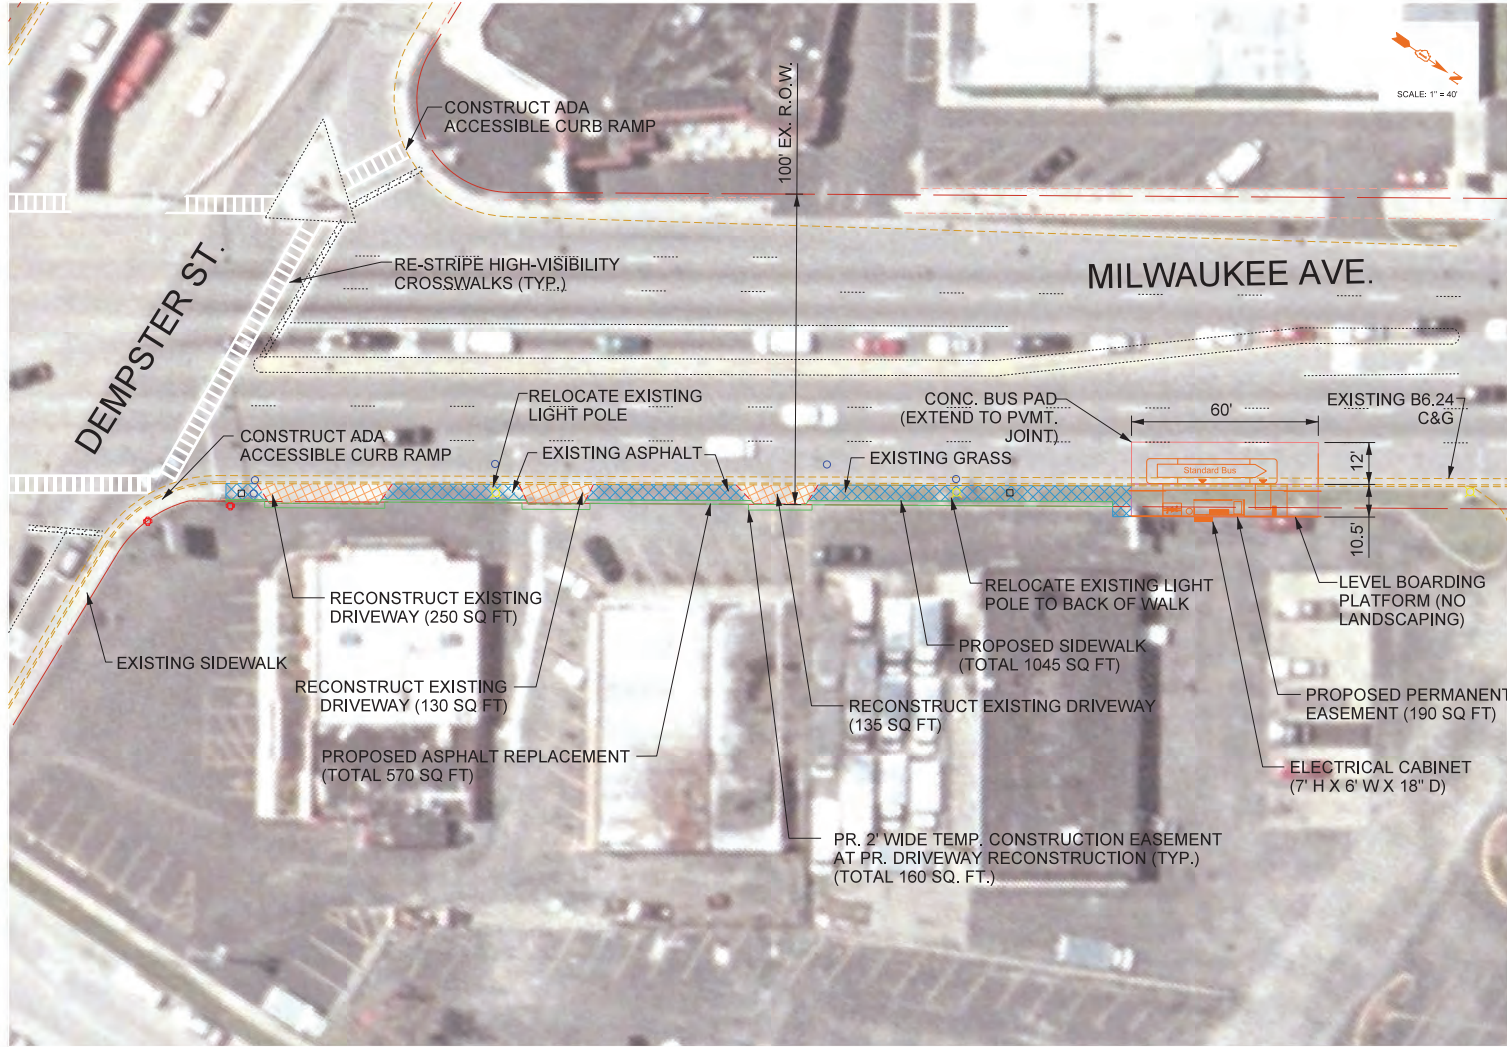 N
SCALE: 1" = 40'
CONSTRUCT ADA
ACCESSIBLE CURB RAMP
100' EX. R.O.W.
DEMPSTER ST.
RE-STRIPE HIGH-VISIBILITY
CROSSWALKS (TYP.)
MILWAUKEE AVE.
RELOCATE EXISTING
LIGHT POLE
CONC. BUS PAD
(EXTEND TO PVMT.
JOINT)
60'
EXISTING B6.24
C&G
CONSTRUCT ADA
ACCESSIBLE CURB RAMP
EXISTING ASPHALT
EXISTING GRASS
Standard Bus
12'
10.5'
RECONSTRUCT EXISTING
DRIVEWAY (250 SQ FT)
RELOCATE EXISTING LIGHT
POLE TO BACK OF WALK
LEVEL BOARDING
PLATFORM (NO
LANDSCAPING)
EXISTING SIDEWALK
PROPOSED SIDEWALK
(TOTAL 1045 SQ FT)
RECONSTRUCT EXISTING
DRIVEWAY (130 SQ FT)
RECONSTRUCT EXISTING DRIVEWAY
(135 SQ FT)
PROPOSED PERMANENT
EASEMENT (190 SQ FT)
PROPOSED ASPHALT REPLACEMENT
(TOTAL 570 SQ FT)
ELECTRICAL CABINET
(7' H X 6' W X 18" D)
PR. 2' WIDE TEMP. CONSTRUCTION EASEMENT
AT PR. DRIVEWAY RECONSTRUCTION (TYP.)
(TOTAL 160 SQ. FT.)